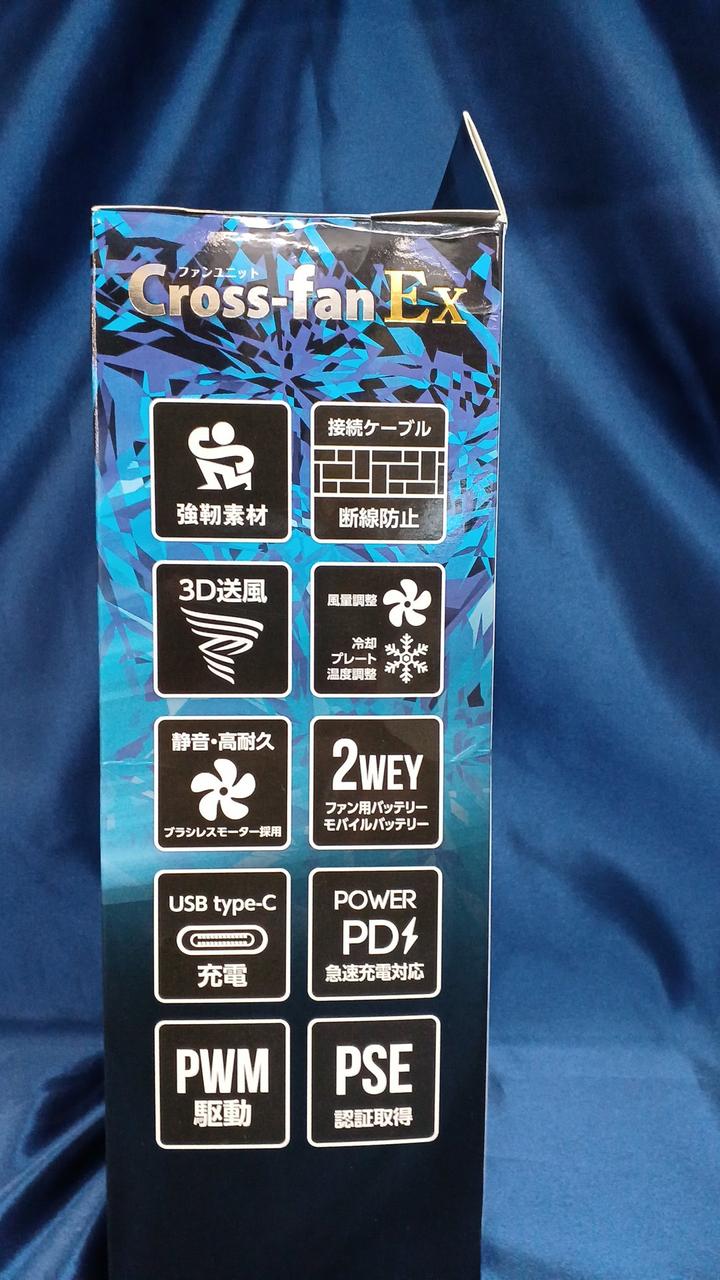 ファンユニット
Cross-fan Ex
強靭素材
接続ケーブル
断線防止
3D送風
風量調整
冷却
プレート
温度調整
静音・高耐久
ブラシレスモーター採用
2WEY
ファン用バッテリー
モバイルバッテリー
USB type-C
充電
POWER
PD
急速充電対応
PWM
駆動
PSE
認証取得